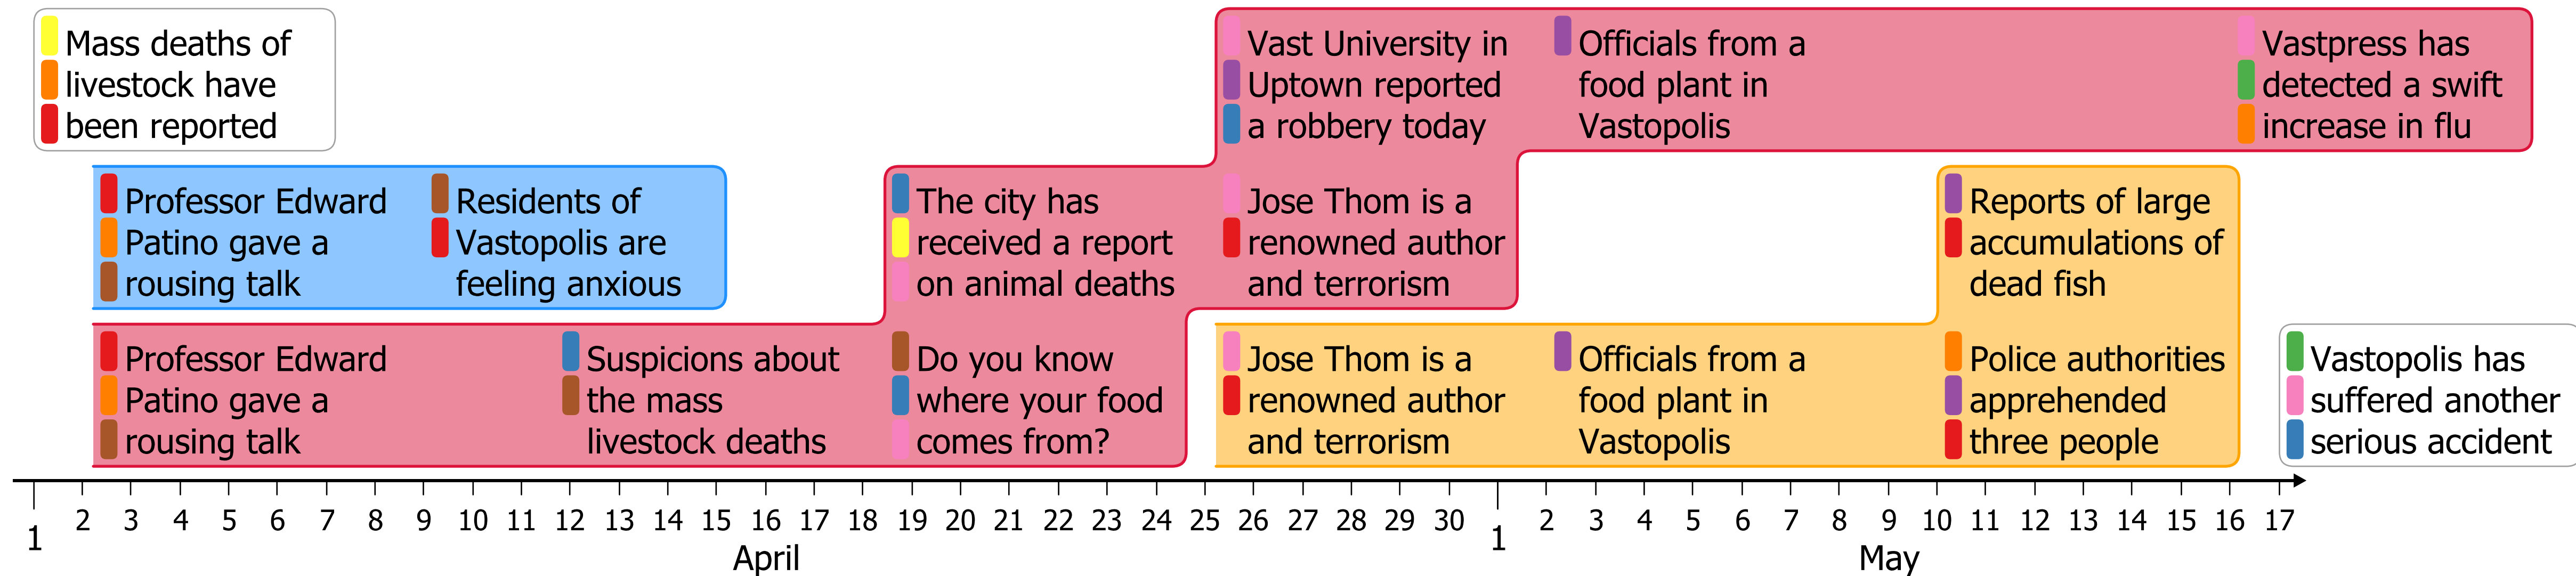 Mass deaths of
livestock have
been reported
Vast University in
Uptown reported
a robbery today
Officials from a
food plant in
Vastopolis
Vastpress has
detected a swift
increase in flu
Professor Edward
Patino gave a
rousing talk
Residents of
Vastopolis are
feeling anxious
The city has
received a report
on animal deaths
Jose Thom is a
renowned author
and terrorism
Reports of large
accumulations of
dead fish
Professor Edward
Patino gave a
rousing talk
Suspicions about
the mass
livestock deaths
Do you know
where your food
comes from?
Jose Thom is a
renowned author
and terrorism
Officials from a
food plant in
Vastopolis
Police authorities
apprehended
three people
Vastopolis has
suffered another
serious accident
1 2 3 4 5 6 7 8 9 10 11 12 13 14 15 16 17 18 19 20 21 22 23 24 25 26 27 28 29 30 1 2 3 4 5 6 7 8 9 10 11 12 13 14 15 16 17
April May